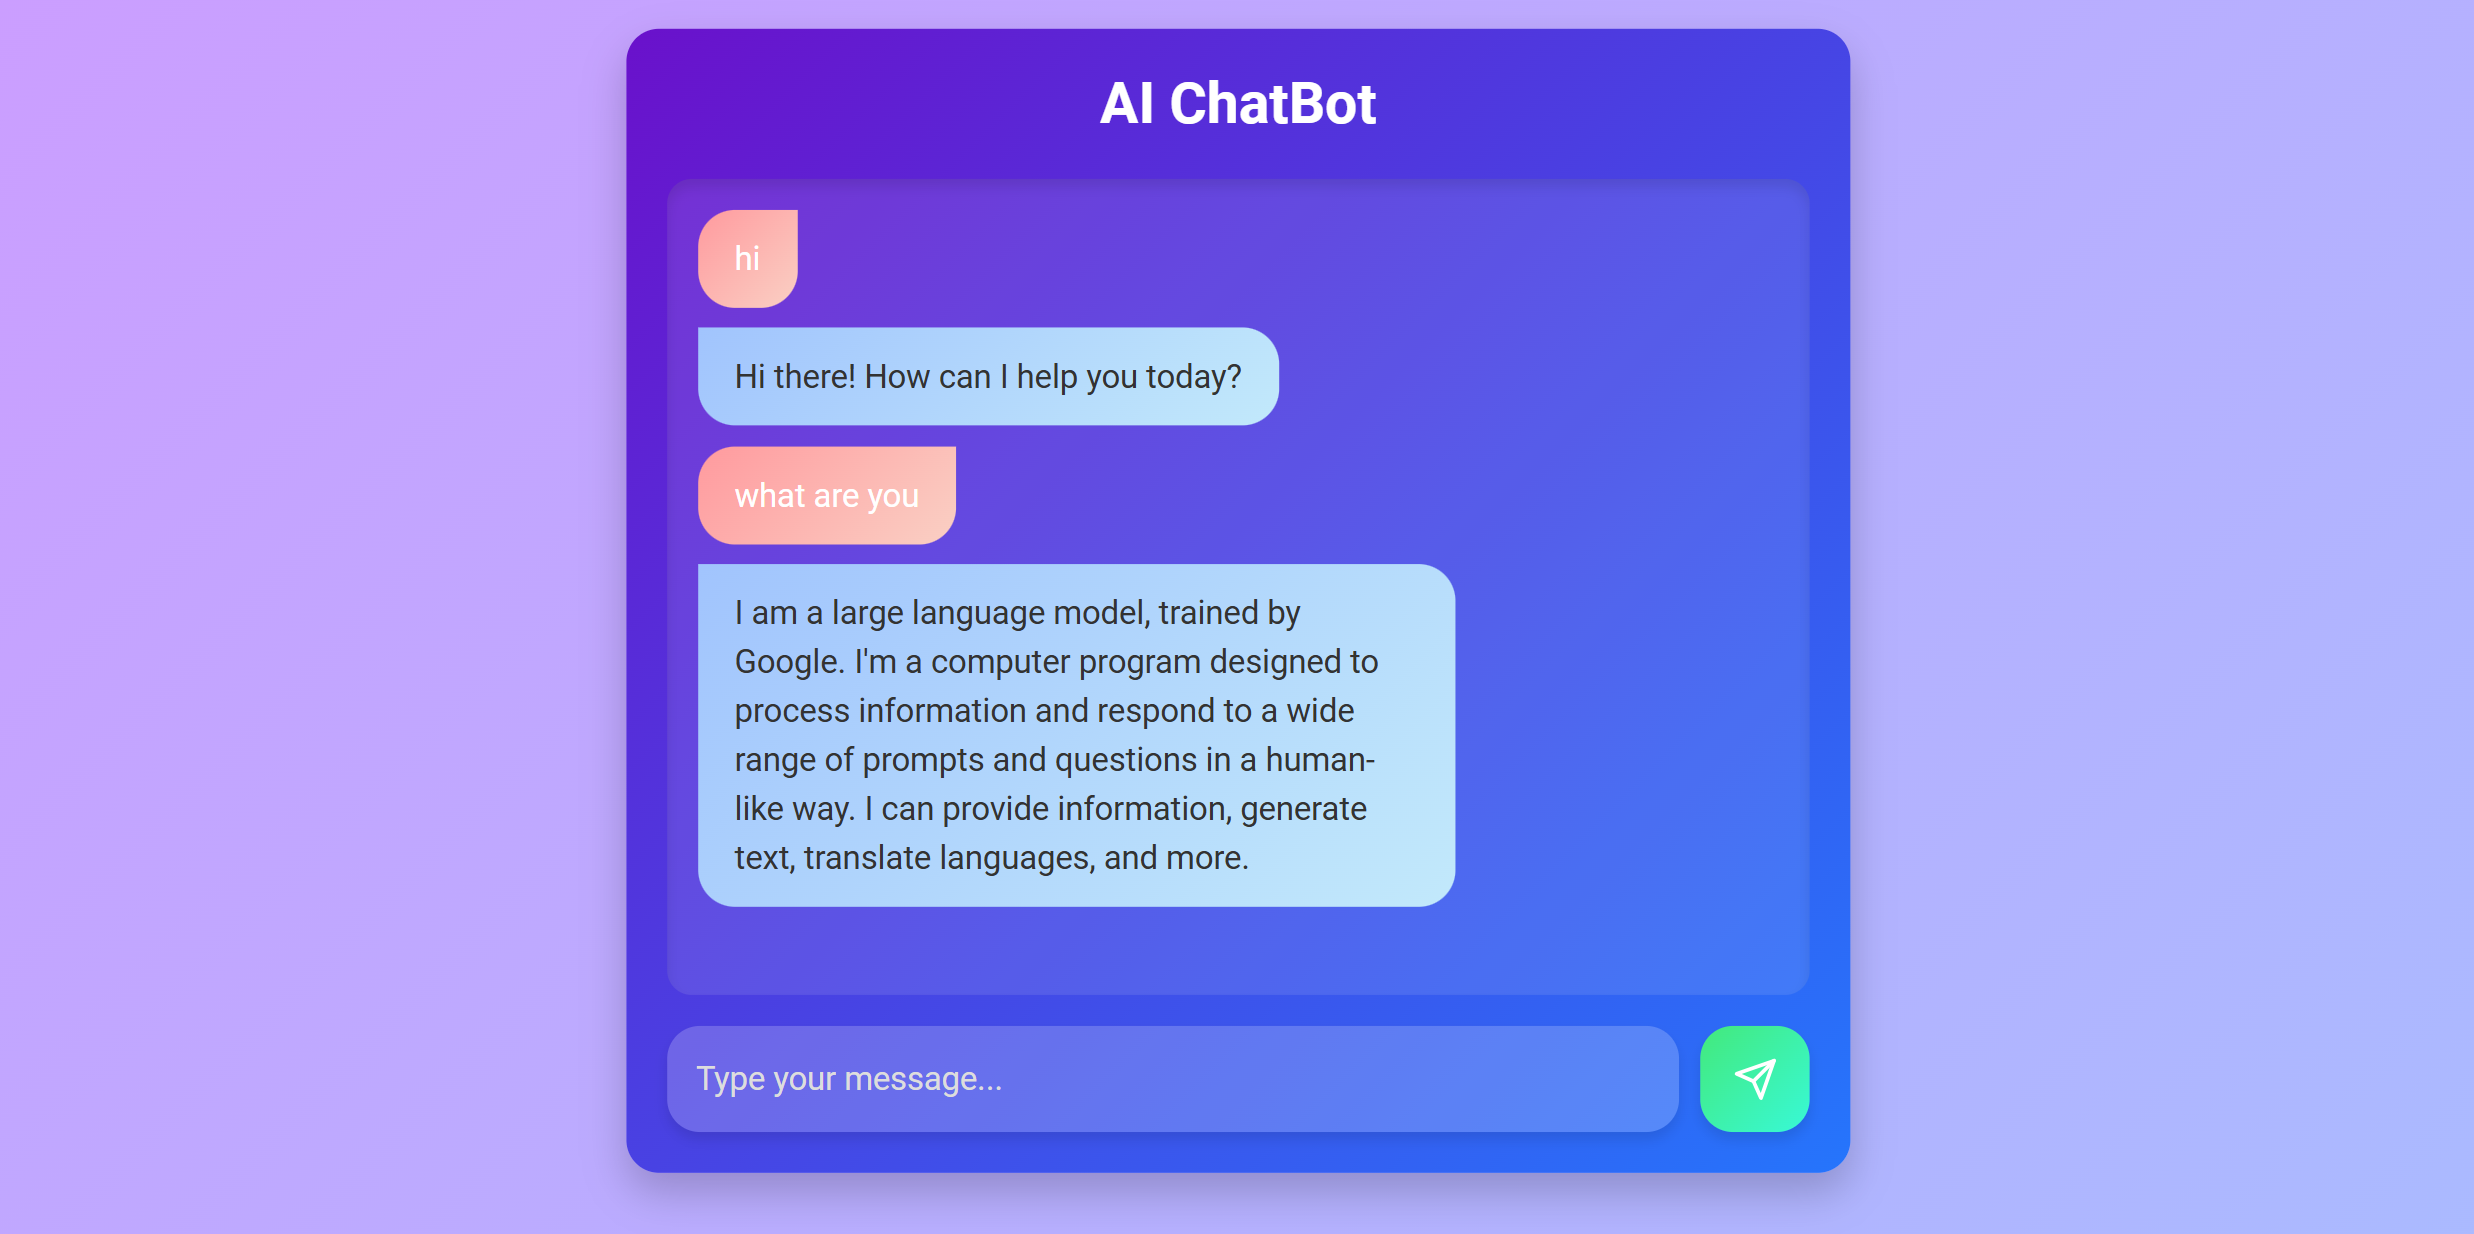 AI ChatBot
hi
Hi there! How can I help you today?
what are you
I am a large language model, trained by
Google. I'm a computer program designed to
process information and respond to a wide
range of prompts and questions in a human-
like way. I can provide information, generate
text, translate languages, and more.
Type your message...